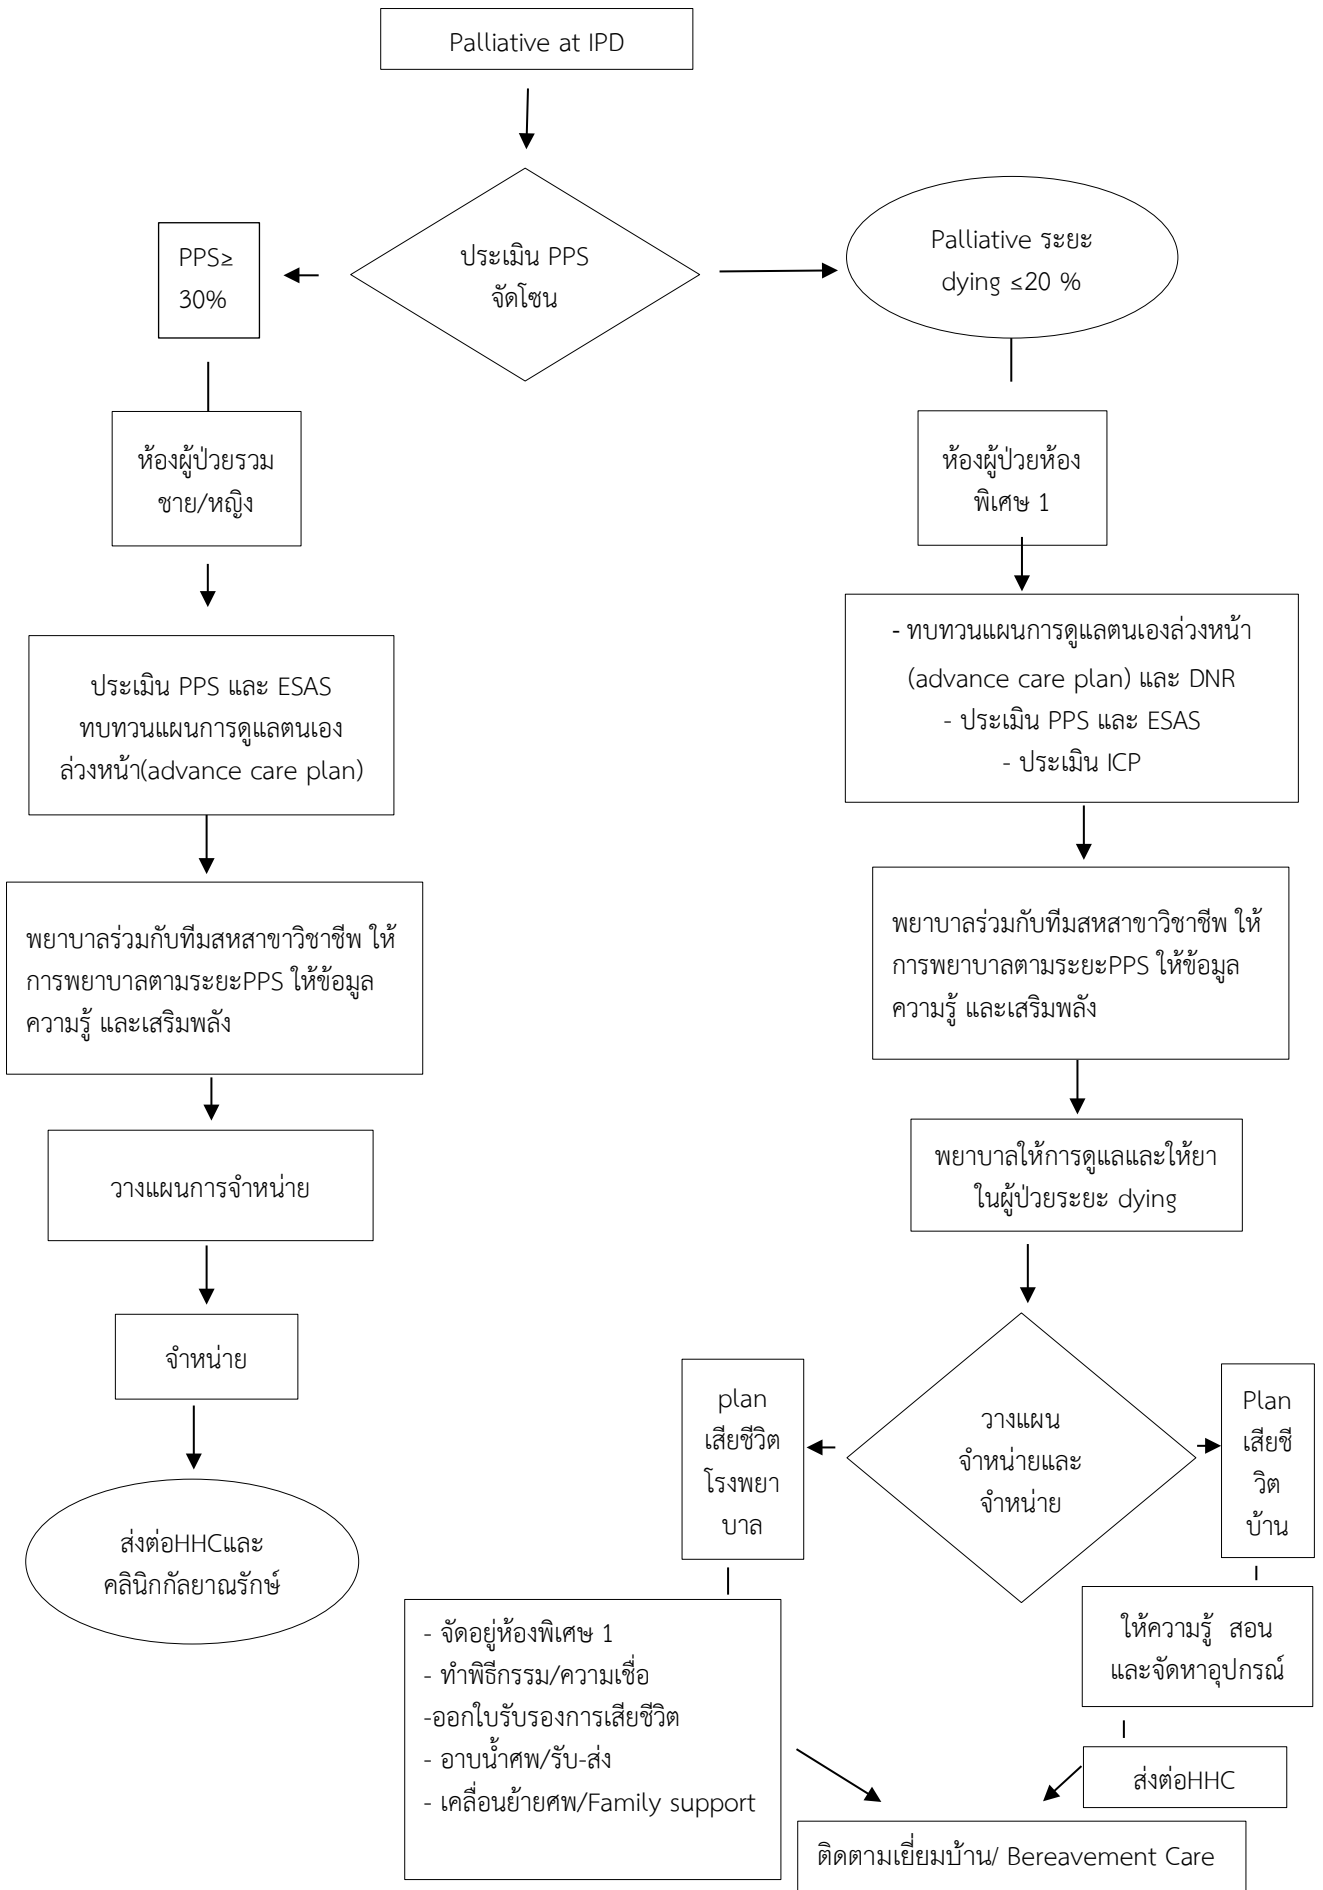 Palliative at IPD
ประเมิน PPS
จัดโซน
PPS≥
30%
Palliative ระยะ
dying ≤20 %
ห้องผู้ป่วยรวม
ชาย/หญิง
ห้องผู้ป่วยห้อง
พิเศษ 1
ประเมิน PPS และ ESAS
ทบทวนแผนการดูแลตนเอง
ล่วงหน้า(advance care plan)
- ทบทวนแผนการดูแลตนเองล่วงหน้า
(advance care plan) และ DNR
- ประเมิน PPS และ ESAS
- ประเมิน ICP
พยาบาลร่วมกับทีมสหสาขาวิชาชีพ ให้
การพยาบาลตามระยะPPS ให้ข้อมูล
ความรู้ และเสริมพลัง
พยาบาลร่วมกับทีมสหสาขาวิชาชีพ ให้
การพยาบาลตามระยะPPS ให้ข้อมูล
ความรู้ และเสริมพลัง
วางแผนการจำหน่าย
พยาบาลให้การดูแลและให้ยา
ในผู้ป่วยระยะ dying
จำหน่าย
plan
เสียชีวิต
โรงพยา
บาล
วางแผน
จำหน่ายและ
จำหน่าย
Plan
เสียชี
วิต
บ้าน
ส่งต่อHHCและ
คลินิกกัลยาณรักษ์
- จัดอยู่ห้องพิเศษ 1
- ทำพิธีกรรม/ความเชื่อ
-ออกใบรับรองการเสียชีวิต
- อาบน้ำศพ/รับ-ส่ง
- เคลื่อนย้ายศพ/Family support
ให้ความรู้ สอน
และจัดหาอุปกรณ์
ส่งต่อHHC
ติดตามเยี่ยมบ้าน/ Bereavement Care